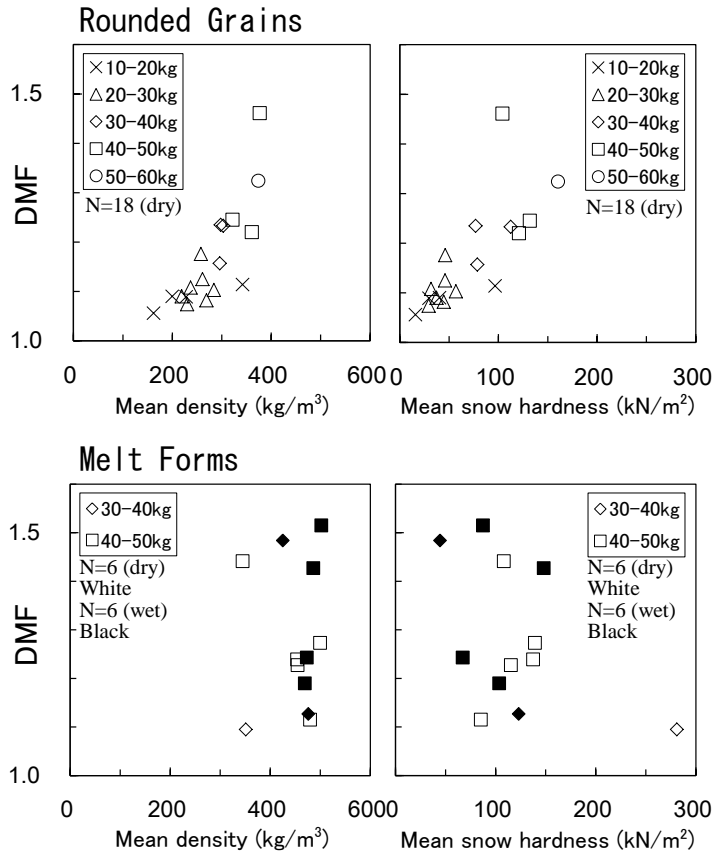 Rounded Grains
1.5
1.0
DMF
10-20kg
20-30kg
30-40kg
40-50kg
50-60kg
N=18 (dry)
0 200 400 600
Mean density (kg/m³)
10-20kg
20-30kg
30-40kg
40-50kg
50-60kg
N=18 (dry)
0 100 200 300
Mean snow hardness (kN/m²)
Melt Forms
1.5
1.0
DMF
30-40kg
40-50kg
N=6 (dry)
White
N=6 (wet)
Black
0 200 400 600
Mean density (kg/m³)
30-40kg
40-50kg
N=6 (dry)
White
N=6 (wet)
Black
0 100 200 300
Mean snow hardness (kN/m²)